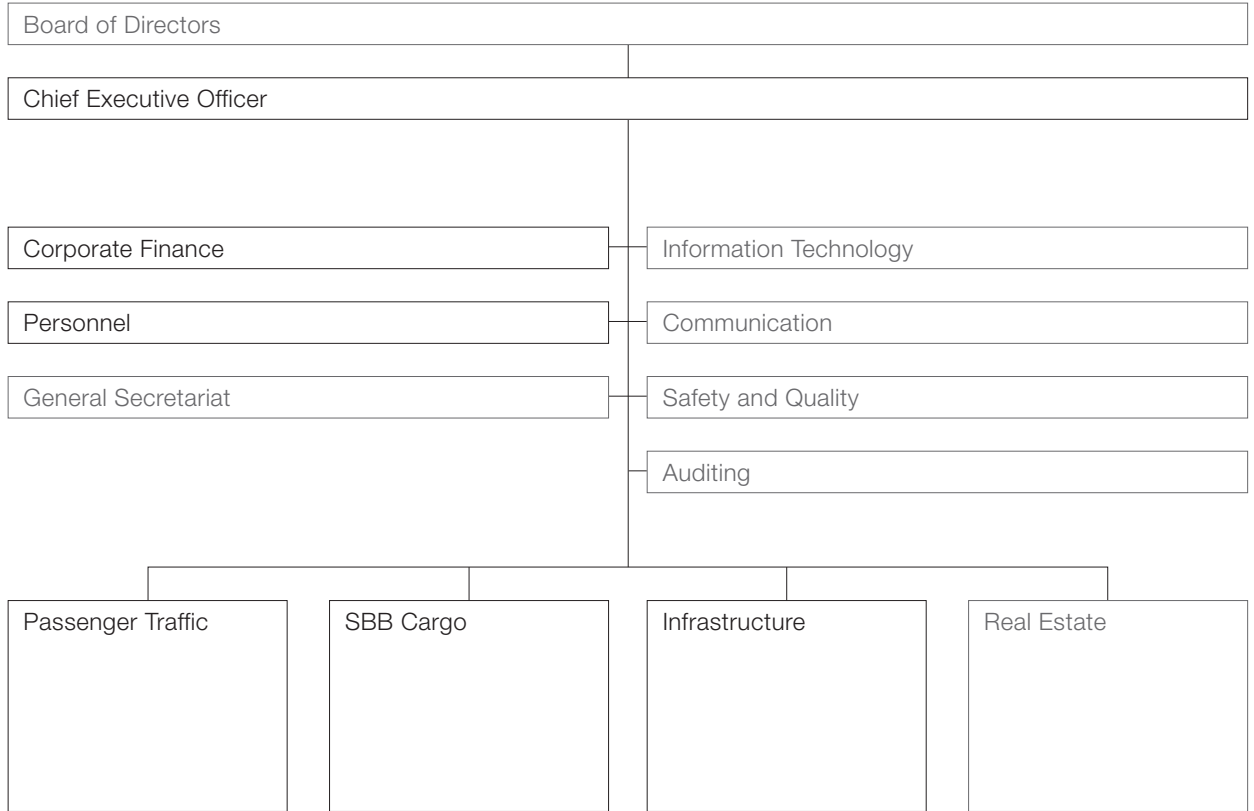 Board of Directors
Chief Executive Officer
Corporate Finance
Information Technology
Personnel
Communication
General Secretariat
Safety and Quality
Auditing
Passenger Traffic
SBB Cargo
Infrastructure
Real Estate